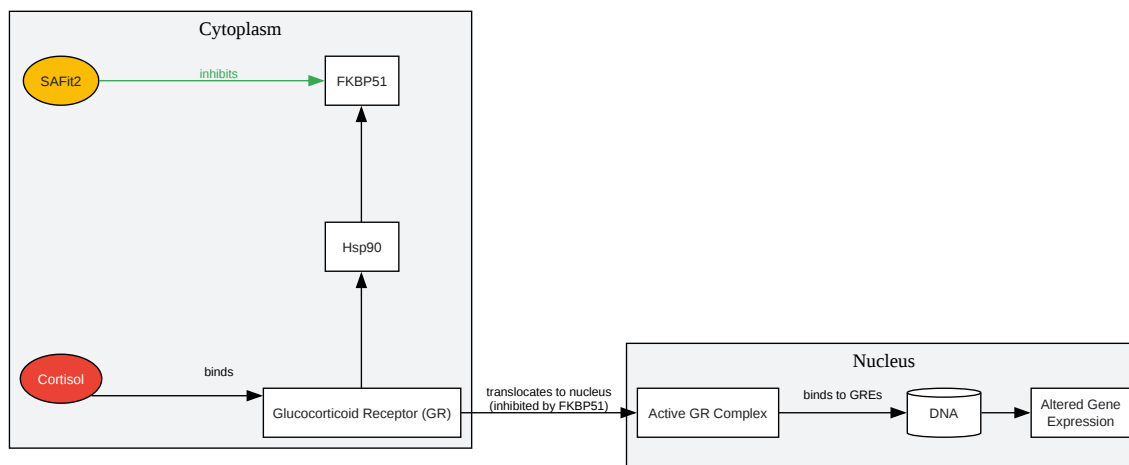 Cytoplasm
SAFit2
inhibits
FKBP51
Hsp90
Cortisol
binds
Glucocorticoid Receptor (GR)
translocates to nucleus
(inhibited by FKBP51)
Nucleus
Active GR Complex
binds to GREs
DNA
Altered Gene
Expression